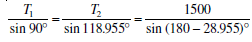 T₁/sin 90° = T₂/sin 118.955° = 1500/sin (180 – 28.955)°